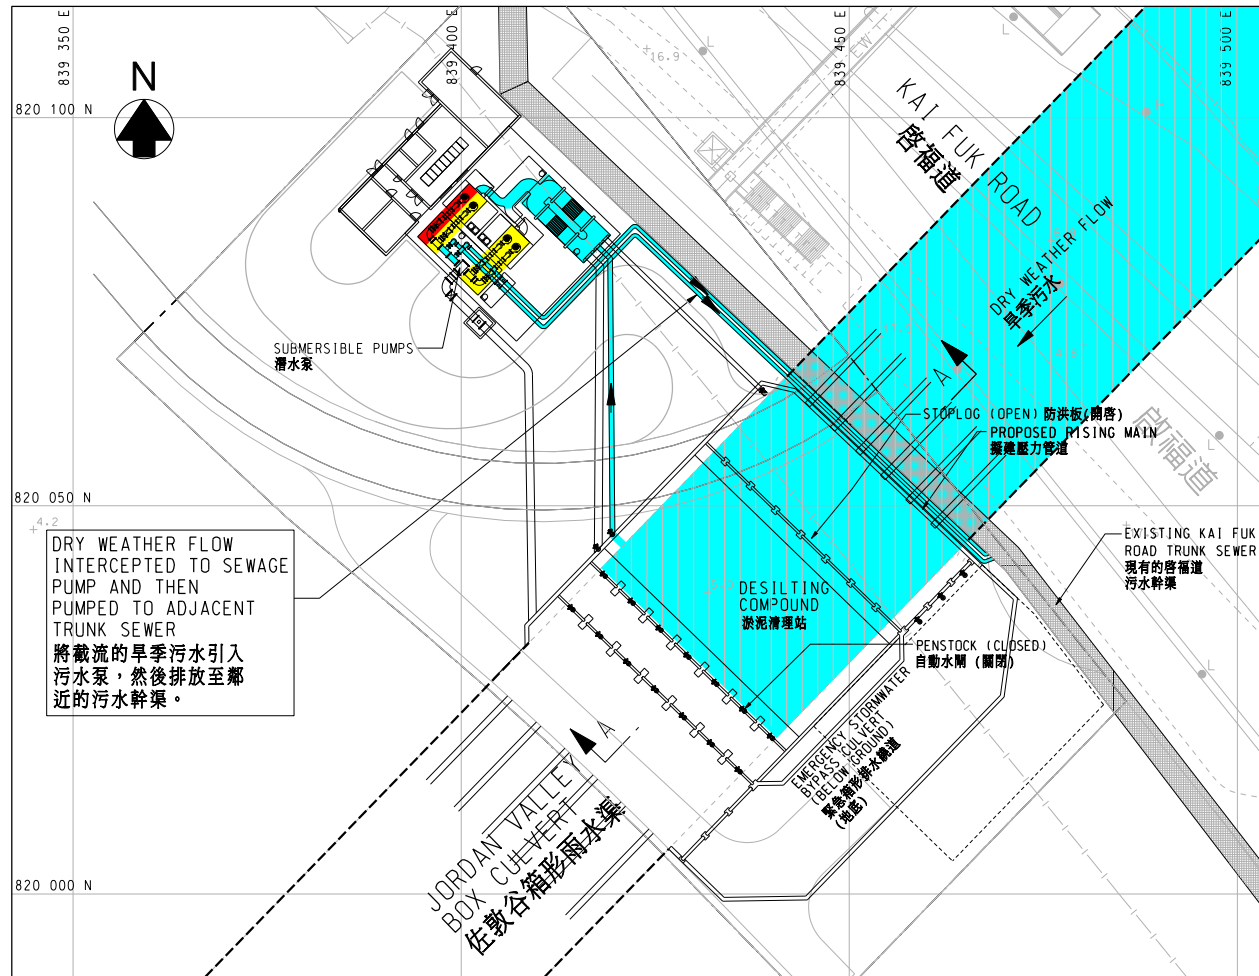 839 350 E
839 400 E
839 450 E
839 500 E
N
820 100 N
820 050 N
820 000 N
16.9
L
L
L
L
KAI FUK ROAD
啓福道
DRY WEATHER FLOW
旱季污水
SUBMERSIBLE PUMPS
潛水泵
A
STOPLOG (OPEN) 防洪板(開啓)
PROPOSED RISING MAIN
擬建壓力管道
啟福道
+4.2
DRY WEATHER FLOW
INTERCEPTED TO SEWAGE
PUMP AND THEN
PUMPED TO ADJACENT
TRUNK SEWER
將截流的旱季污水引入
污水泵，然後排放至鄰
近的污水幹渠。
EXISTING KAI FUK
ROAD TRUNK SEWER
現有的啓福道
污水幹渠
DESILTING
COMPOUND
淤泥清理站
PENSTOCK (CLOSED)
自動水閘 (關閉)
EMERGENCY STORMWATER
BYPASS CULVERT
(BELOW GROUND)
緊急箱形排水繞道
(地底)
A
JORDAN VALLEY
BOX CULVERT
佐敦谷箱形雨水渠